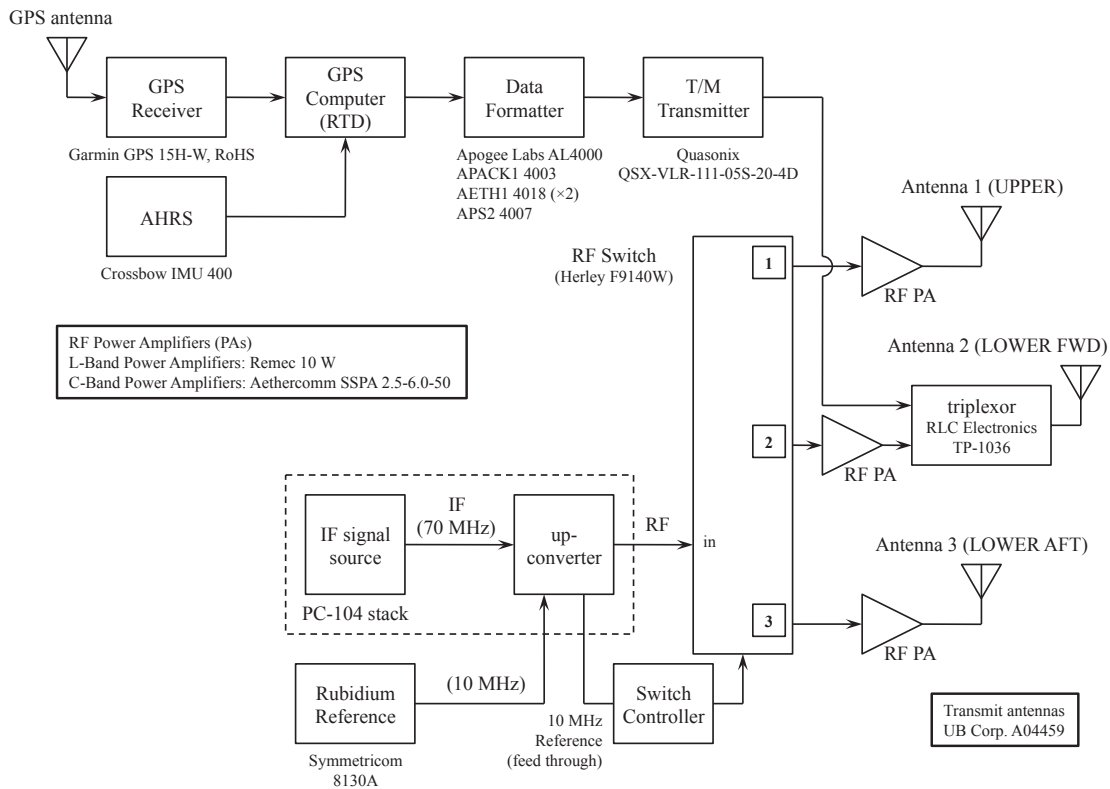 GPS antenna
GPS
Receiver
Garmin GPS 15H-W, RoHS
GPS
Computer
(RTD)
Data
Formatter
Apogee Labs AL4000
APACK1 4003
AETH1 4018 (×2)
APS2 4007
T/M
Transmitter
Quasonix
QSX-VLR-111-05S-20-4D
AHRS
Crossbow IMU 400
RF Switch
(Herley F9140W)
1
2
3
in
Antenna 1 (UPPER)
RF PA
Antenna 2 (LOWER FWD)
triplexor
RLC Electronics
TP-1036
RF PA
Antenna 3 (LOWER AFT)
RF PA
RF Power Amplifiers (PAs)
L-Band Power Amplifiers: Remec 10 W
C-Band Power Amplifiers: Aethercomm SSPA 2.5-6.0-50
IF signal
source
IF
(70 MHz)
up-
converter
RF
PC-104 stack
Rubidium
Reference
(10 MHz)
Symmetricom
8130A
10 MHz
Reference
(feed through)
Switch
Controller
Transmit antennas
UB Corp. A04459